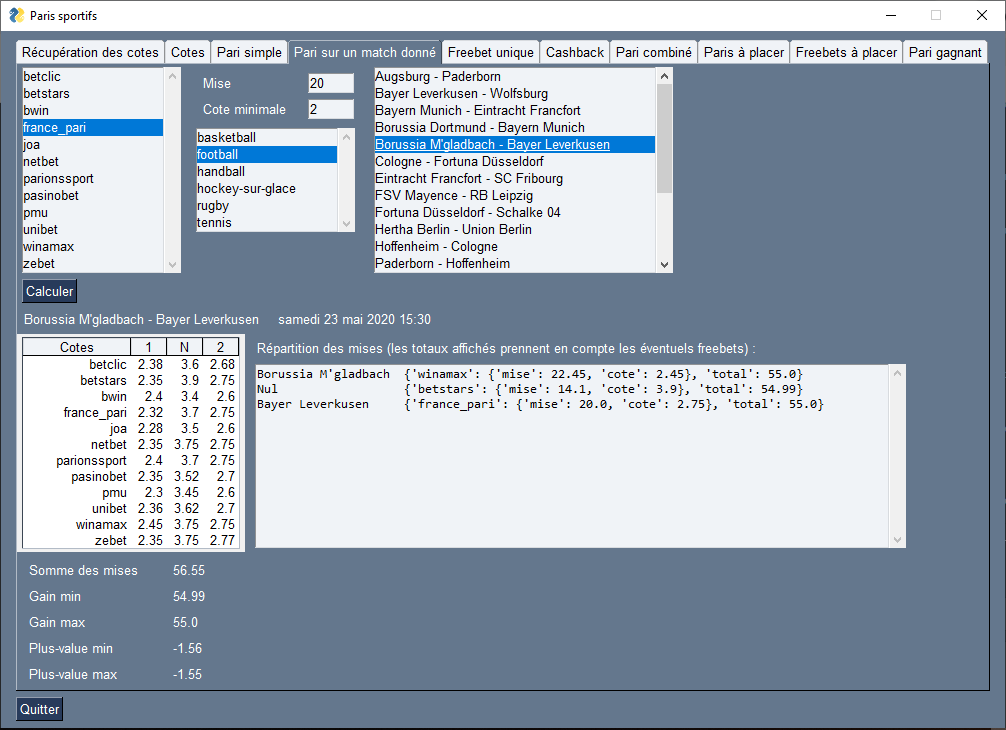 Paris sportifs
Récupération des cotes Cotes Pari simple Pari sur un match donné Freebet unique Cashback Pari combiné Paris à placer Freebets à placer Pari gagnant
betclic
betstars
bwin
france_pari
joa
netbet
parionssport
pasinobet
pmu
unibet
winamax
zebet
Mise 20
Cote minimale 2
basketball
football
handball
hockey-sur-glace
rugby
tennis
Augsburg - Paderborn
Bayer Leverkusen - Wolfsburg
Bayern Munich - Eintracht Francfort
Borussia Dortmund - Bayern Munich
Borussia M'gladbach - Bayer Leverkusen
Cologne - Fortuna Düsseldorf
Eintracht Francfort - SC Fribourg
FSV Mayence - RB Leipzig
Fortuna Düsseldorf - Schalke 04
Hertha Berlin - Union Berlin
Hoffenheim - Cologne
Paderborn - Hoffenheim
Calculer
Borussia M'gladbach - Bayer Leverkusen samedi 23 mai 2020 15:30
Cotes 1 N 2
betclic 2.38 3.6 2.68
betstars 2.35 3.9 2.75
bwin 2.4 3.4 2.6
france_pari 2.32 3.7 2.75
joa 2.28 3.5 2.6
netbet 2.35 3.75 2.75
parionssport 2.4 3.7 2.75
pasinobet 2.35 3.52 2.7
pmu 2.3 3.45 2.6
unibet 2.36 3.62 2.7
winamax 2.45 3.75 2.75
zebet 2.35 3.75 2.77
Répartition des mises (les totaux affichés prennent en compte les éventuels freebets) :
Borussia M'gladbach {'winamax': {'mise': 22.45, 'cote': 2.45}, 'total': 55.0}
Nul {'betstars': {'mise': 14.1, 'cote': 3.9}, 'total': 54.99}
Bayer Leverkusen {'france_pari': {'mise': 20.0, 'cote': 2.75}, 'total': 55.0}
Somme des mises 56.55
Gain min 54.99
Gain max 55.0
Plus-value min -1.56
Plus-value max -1.55
Quitter